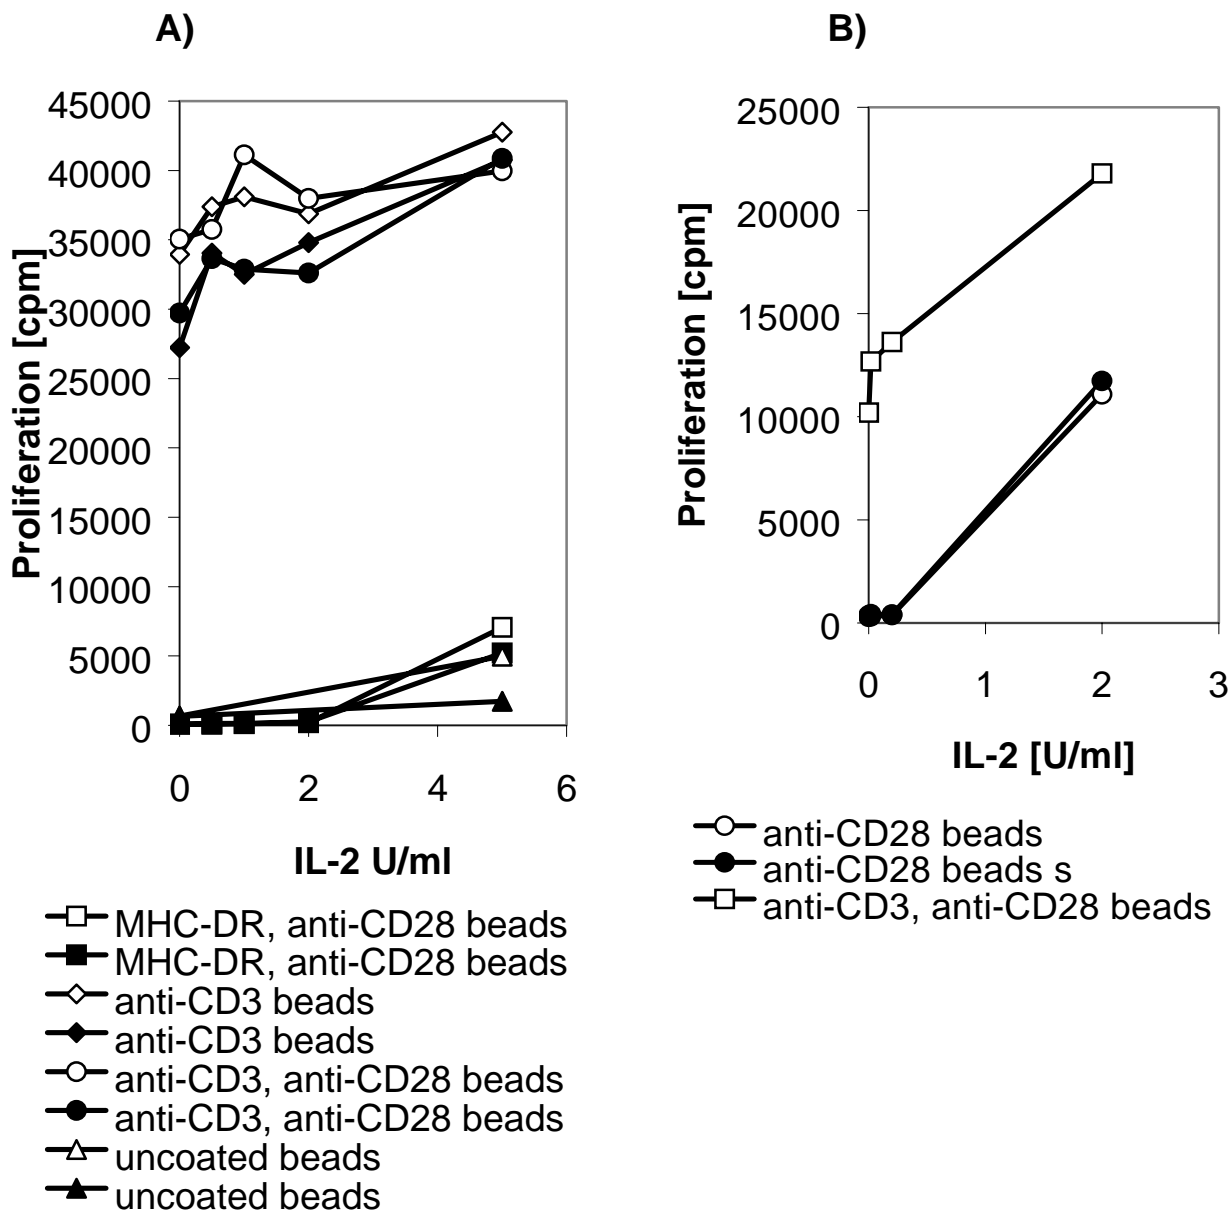 A)
45000
40000
35000
30000
25000
20000
15000
10000
5000
0
Proliferation [cpm]
0 2 4 6
IL-2 U/ml
MHC-DR, anti-CD28 beads
MHC-DR, anti-CD28 beads
anti-CD3 beads
anti-CD3 beads
anti-CD3, anti-CD28 beads
anti-CD3, anti-CD28 beads
uncoated beads
uncoated beads
B)
25000
20000
15000
10000
5000
0
Proliferation [cpm]
0 1 2 3
IL-2 [U/ml]
anti-CD28 beads
anti-CD28 beads s
anti-CD3, anti-CD28 beads